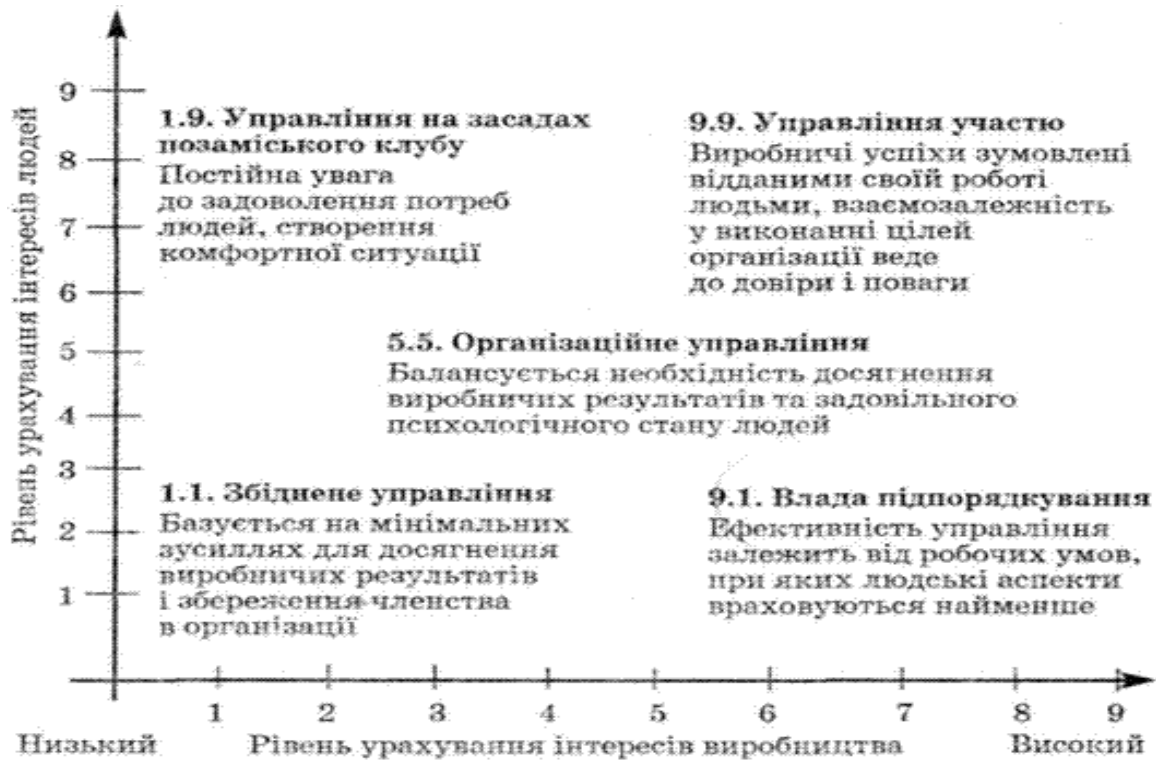 Рівень урахування інтересів людей
9
8
7
6
5
4
3
2
1
1.9. Управління на засадах
позаміського клубу
Постійна увага
до задоволення потреб
людей, створення
комфортної ситуації
9.9. Управління участю
Виробничі успіхи зумовлені
відданими своїй роботі
людьми, взаємозалежність
у виконанні цілей
організації веде
до довіри і поваги
5.5. Організаційне управління
Балансується необхідність досягнення
виробничих результатів та задовільного
психологічного стану людей
1.1. Збіднене управління
Базується на мінімальних
зусиллях для досягнення
виробничих результатів
і збереження членства
в організації
9.1. Влада підпорядкування
Ефективність управління
залежить від робочих умов,
при яких людські аспекти
враховуються найменше
1 2 3 4 5 6 7 8 9
Низький Рівень урахування інтересів виробництва Високий